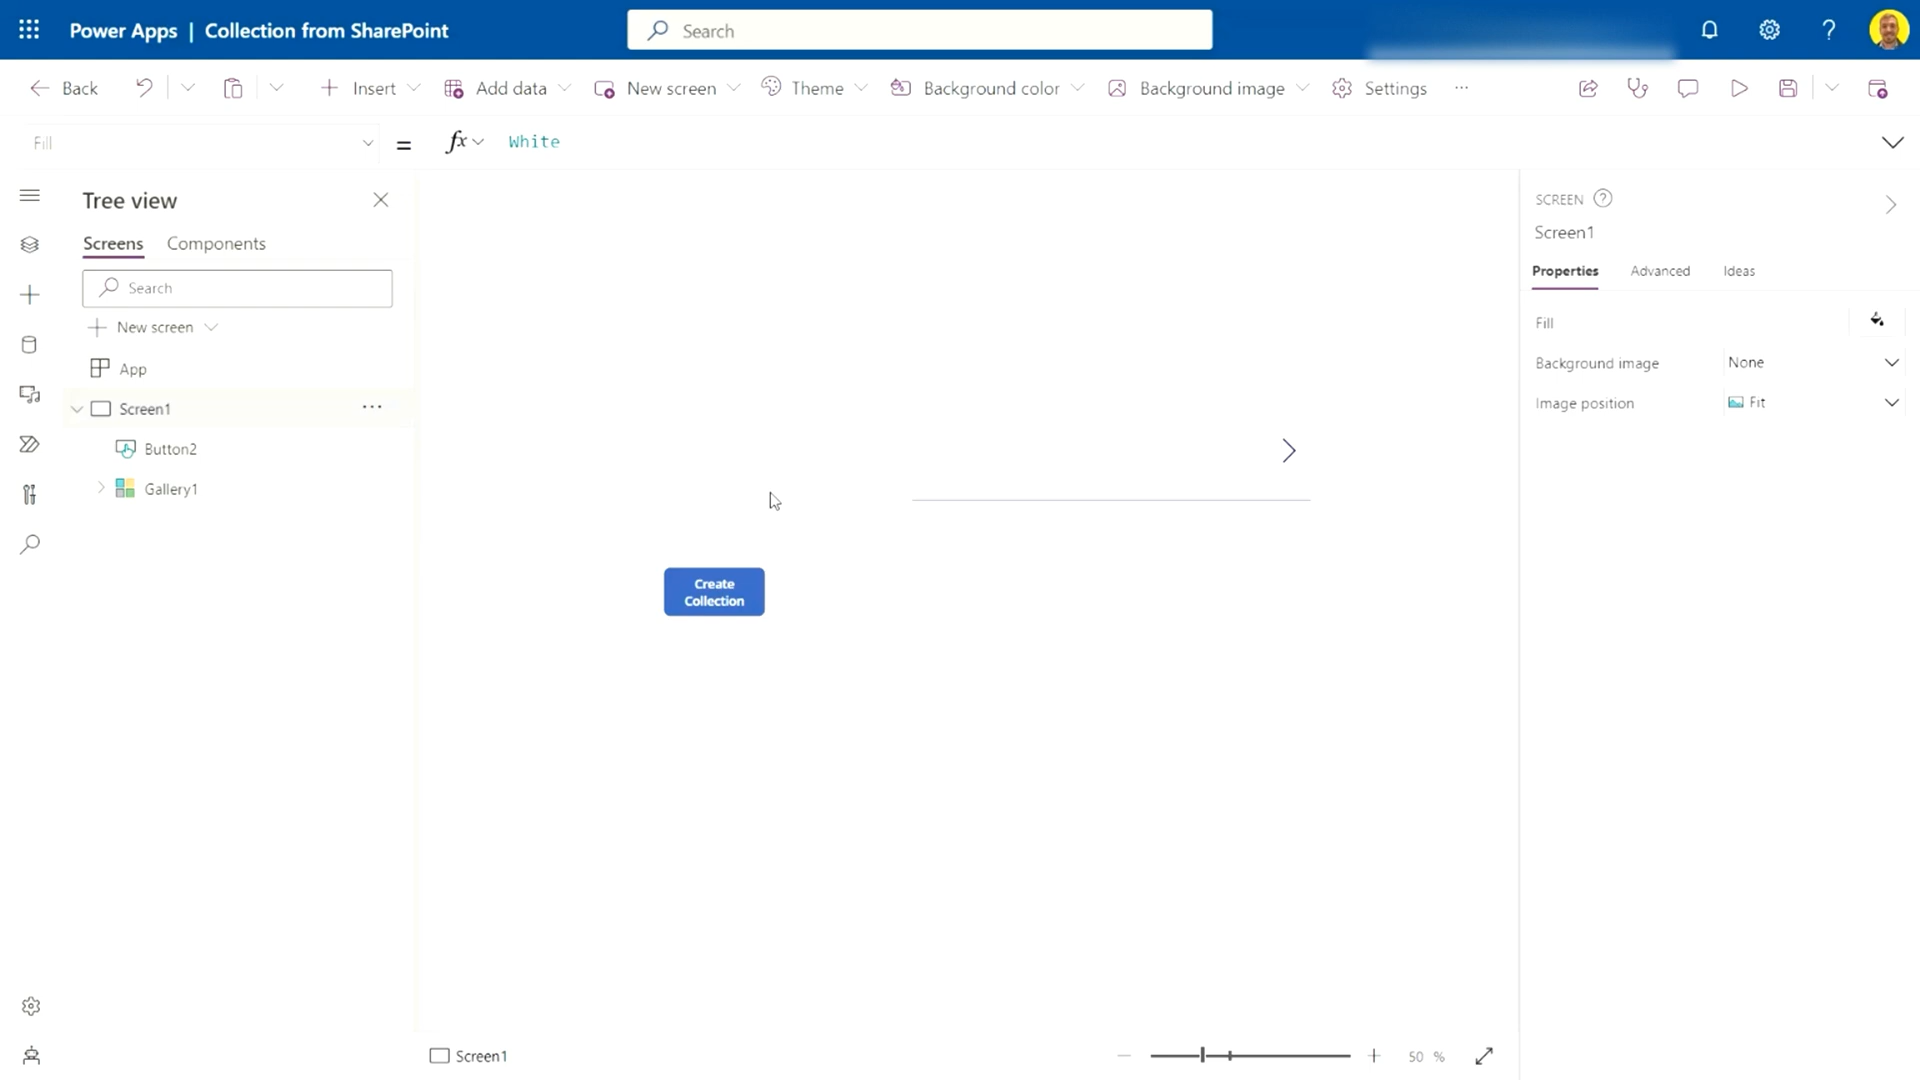 Power Apps | Collection from SharePoint
Search
Back
Insert
Add data
New screen
Theme
Background color
Background image
Settings
Fill
=
fx
White
Tree view
Screens
Components
Search
New screen
App
Screen1
Button2
Gallery1
Create
Collection
SCREEN
Screen1
Properties
Advanced
Ideas
Fill
Background image
None
Image position
Fit
Screen1
50 %